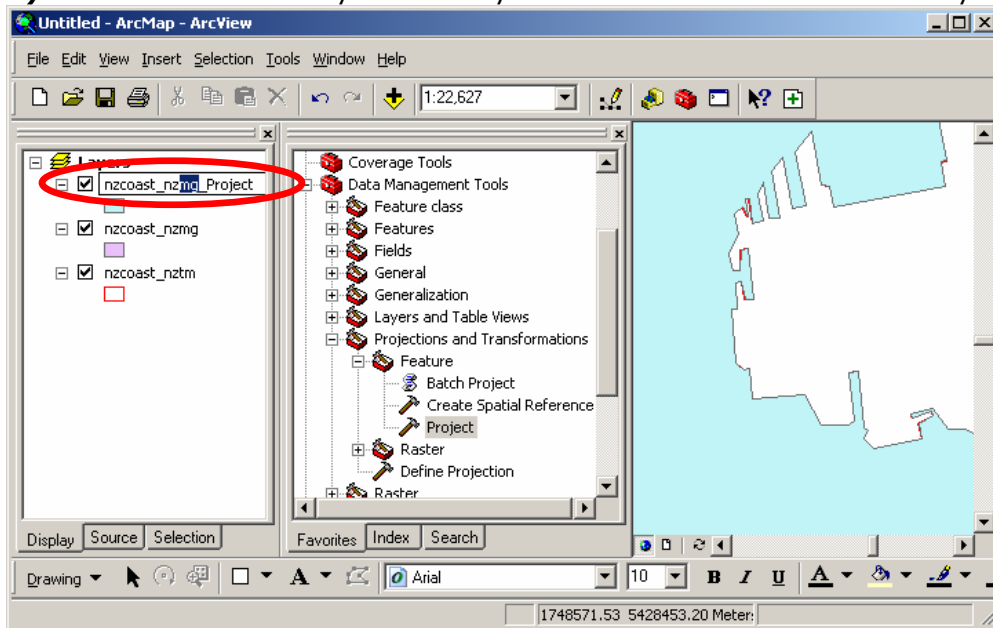 Untitled - ArcMap - ArcView
File Edit View Insert Selection Tools Window Help
1:22,627
Layers
nzcoast_nzmg_Project
nzcoast_nzmg
nzcoast_nztm
Display Source Selection
Coverage Tools
Data Management Tools
Feature class
Features
Fields
General
Generalization
Layers and Table Views
Projections and Transformations
Feature
Batch Project
Create Spatial Reference
Project
Raster
Define Projection
Raster
Favorites Index Search
Drawing A Arial 10 B I U A
1748571.53 5428453.20 Meters